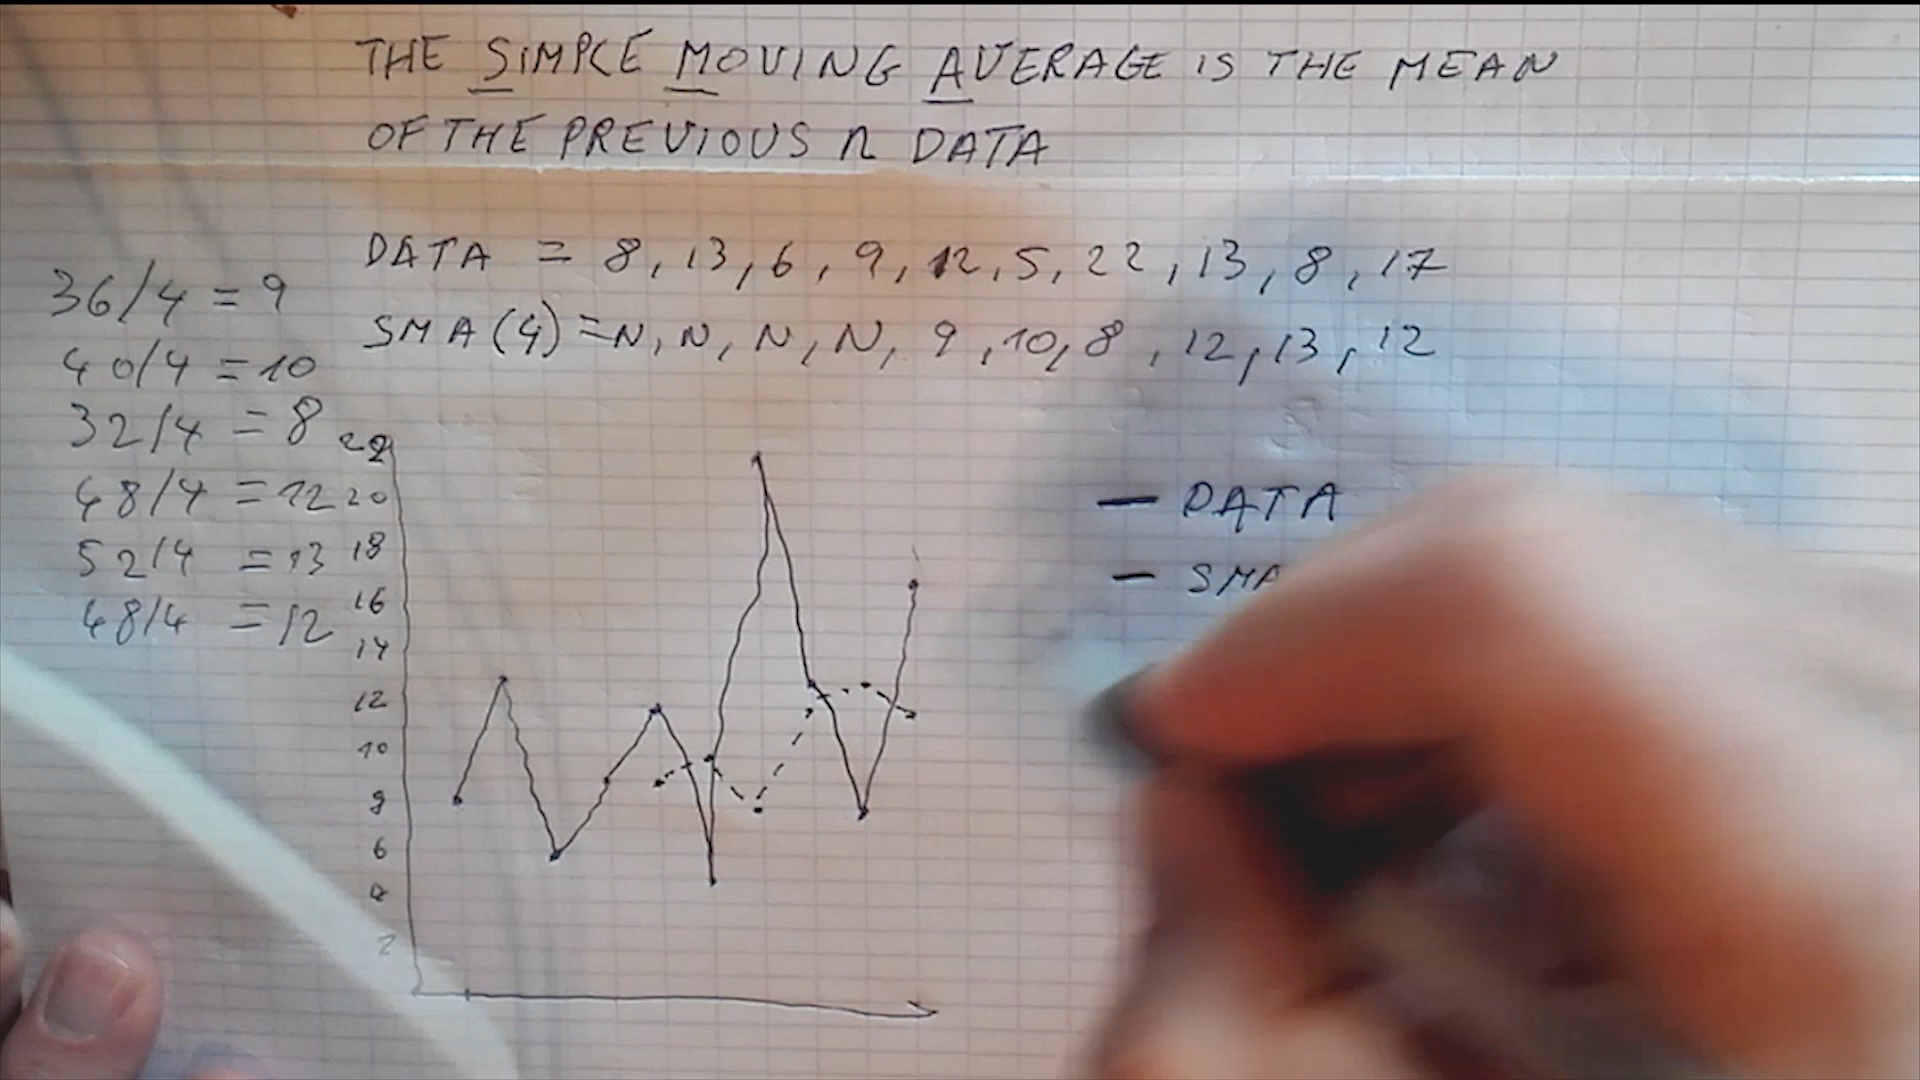 THE SIMPLE MOVING AVERAGE IS THE MEAN
OF THE PREVIOUS n DATA
DATA = 8, 13, 6, 9, 12, 5, 22, 13, 8, 17
SMA(4) = N, N, N, N, 9, 10, 8, 12, 13, 12
36/4 = 9
40/4 = 10
32/4 = 8
48/4 = 12
52/4 = 13
48/4 = 12
22
20
18
16
14
12
10
8
6
4
2
— DATA
— SMA